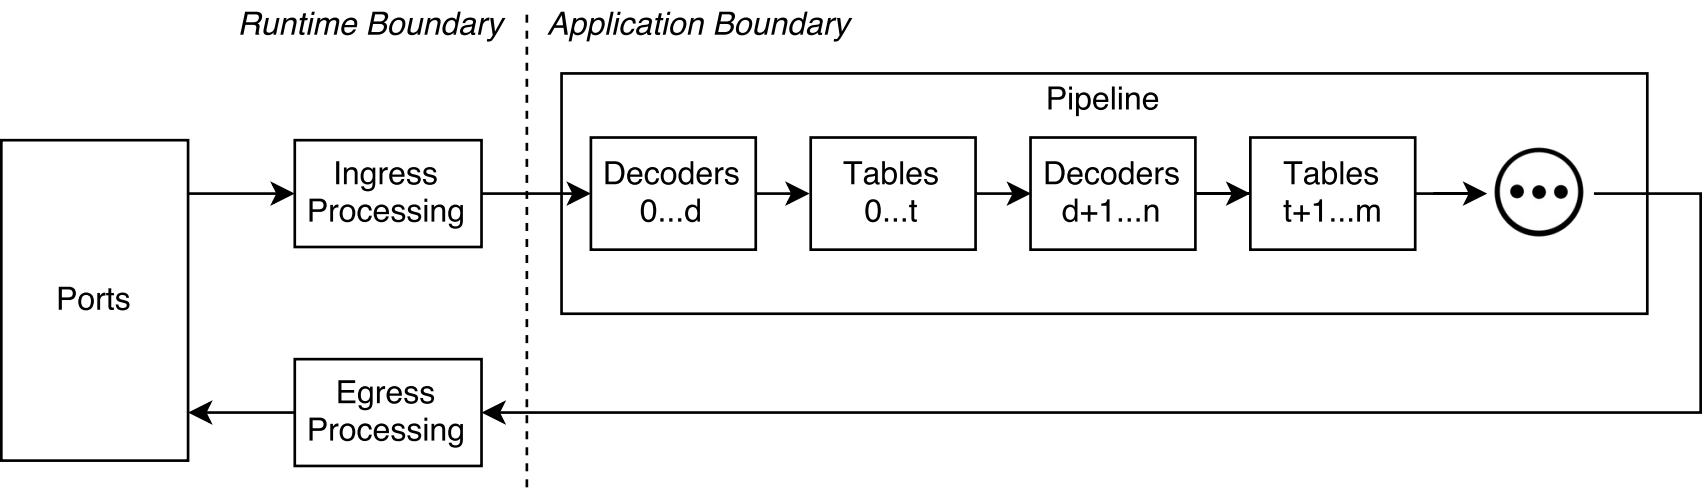 Runtime Boundary
Application Boundary
Pipeline
Ports
Ingress
Processing
Decoders
0...d
Tables
0...t
Decoders
d+1...n
Tables
t+1...m
Egress
Processing